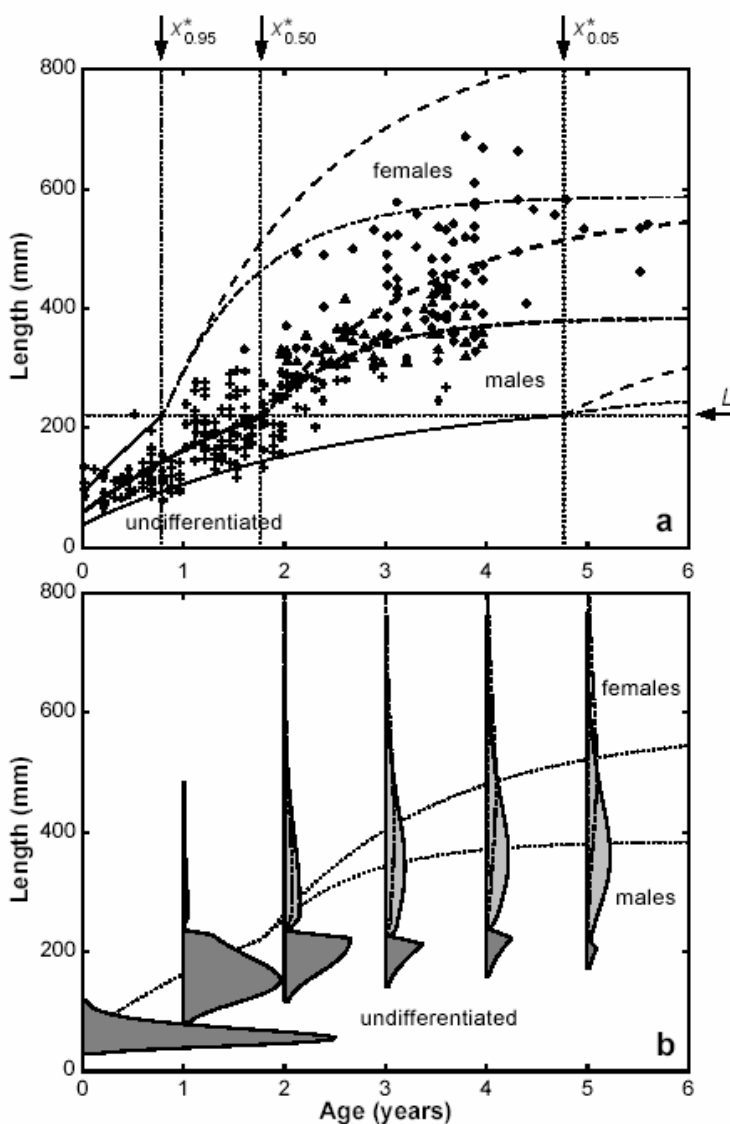 x*0.95 x*0.50 x*0.05
800
600
400
200
0
Length (mm)
females
males
undifferentiated
L
a
0 1 2 3 4 5 6
800
600
400
200
0
Length (mm)
females
males
undifferentiated
b
0 1 2 3 4 5 6
Age (years)